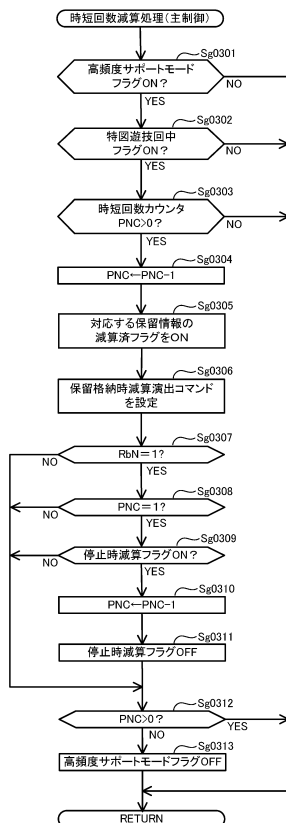 時短回数減算処理(主制御)
Sg0301
高頻度サポートモード
フラグON?
NO
YES
Sg0302
特図遊技回中
フラグON?
NO
YES
Sg0303
時短回数カウンタ
PNC>0?
NO
YES
Sg0304
PNC←PNC-1
Sg0305
対応する保留情報の
減算済フラグをON
Sg0306
保留格納時減算演出コマンド
を設定
Sg0307
RbN=1?
NO
YES
Sg0308
PNC=1?
NO
YES
Sg0309
停止時減算フラグON?
NO
YES
Sg0310
PNC←PNC-1
Sg0311
停止時減算フラグOFF
Sg0312
PNC>0?
YES
NO
Sg0313
高頻度サポートモードフラグOFF
RETURN